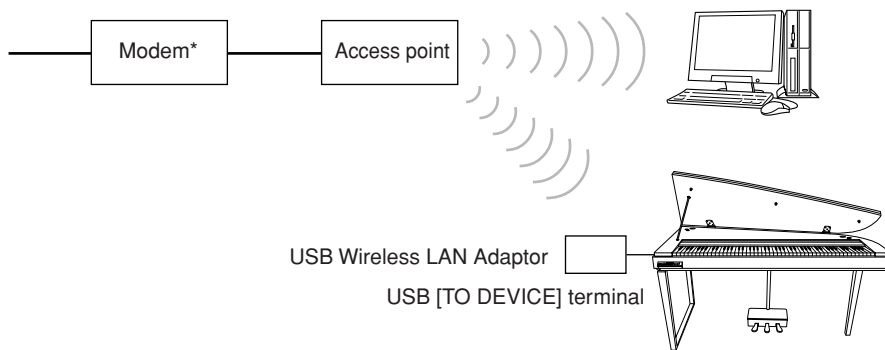 Modem*
Access point
USB Wireless LAN Adaptor
USB [TO DEVICE] terminal